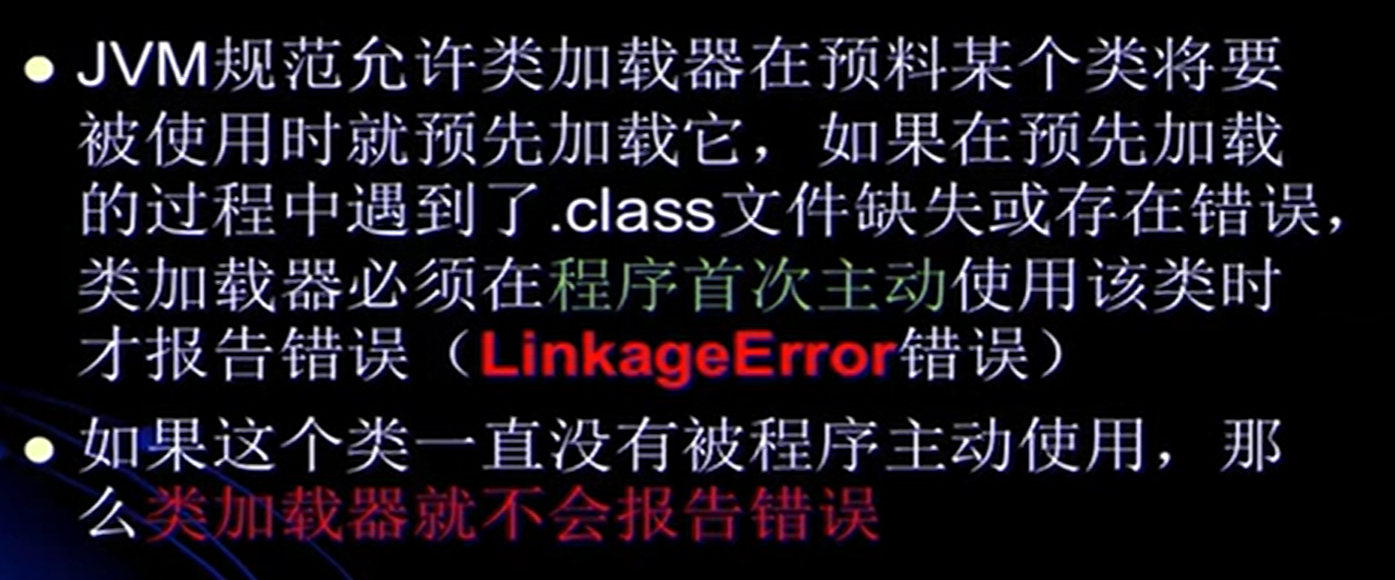 JVM规范允许类加载器在预料某个类将要
被使用时就预先加载它，如果在预先加载
的过程中遇到了.class文件缺失或存在错误，
类加载器必须在程序首次主动使用该类时
才报告错误（LinkageError错误）
如果这个类一直没有被程序主动使用，那
么类加载器就不会报告错误